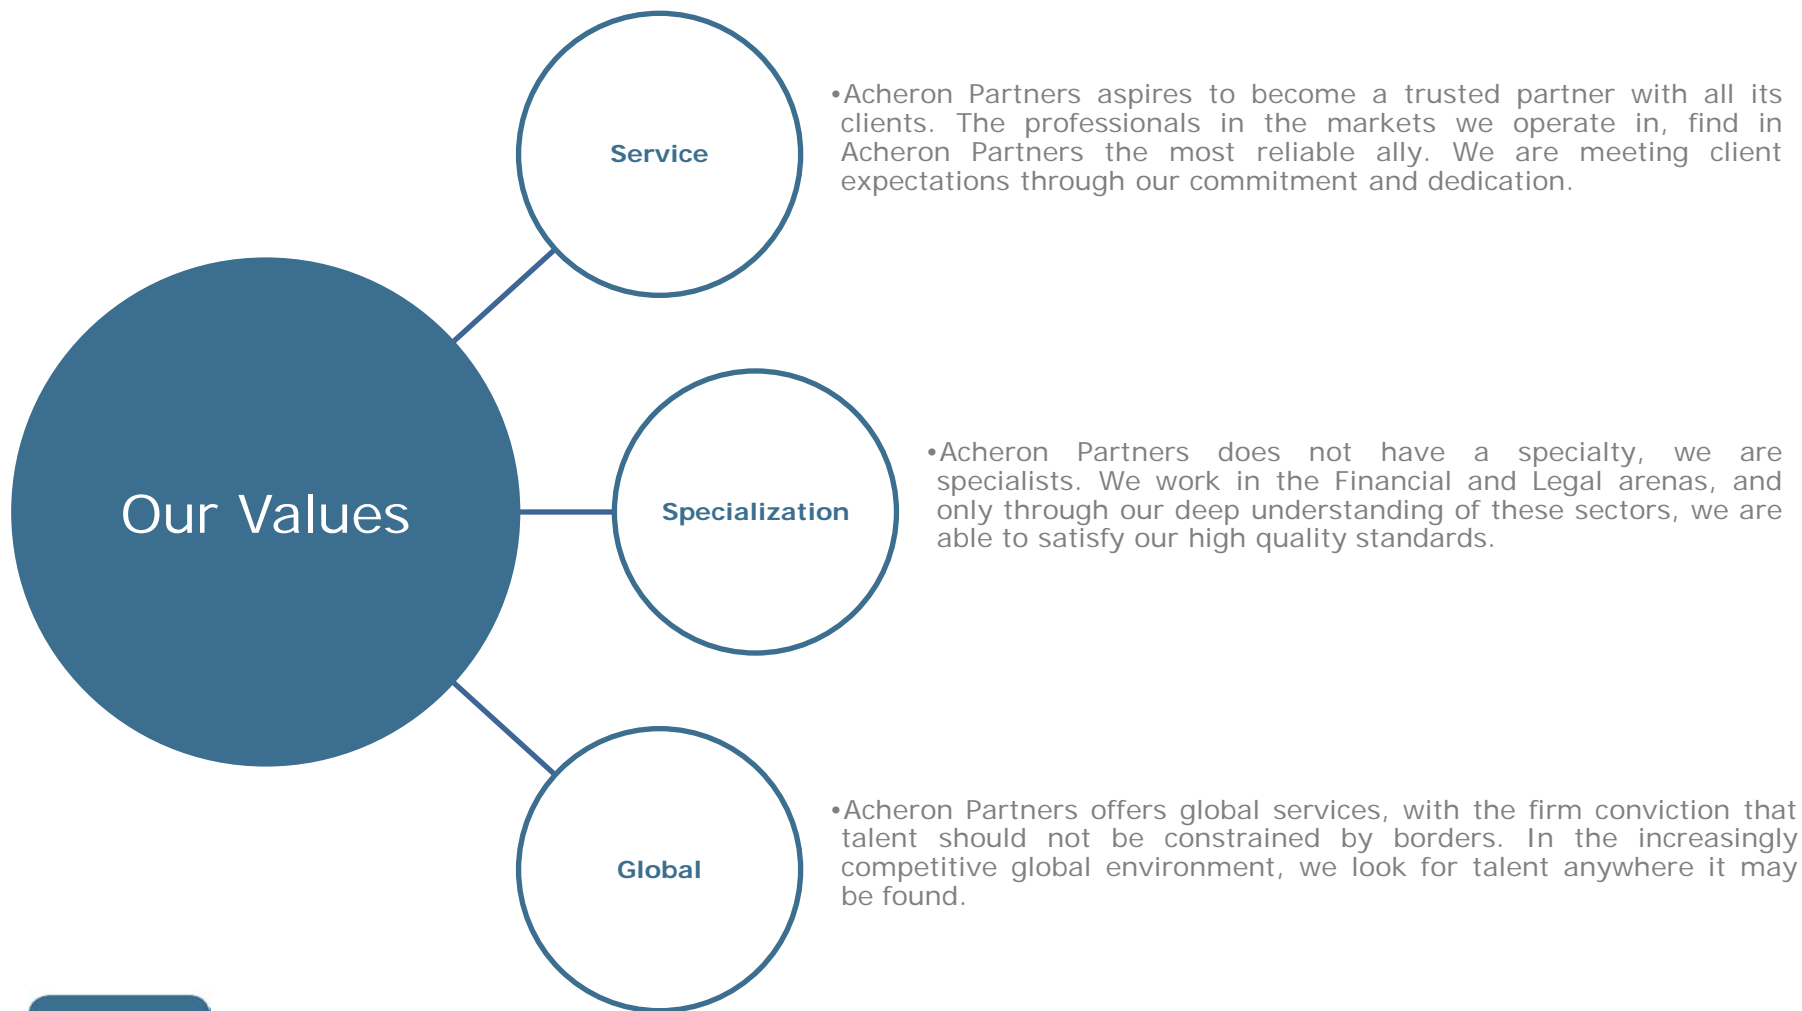 Our Values
Service
•Acheron Partners aspires to become a trusted partner with all its
clients. The professionals in the markets we operate in, find in
Acheron Partners the most reliable ally. We are meeting client
expectations through our commitment and dedication.
Specialization
•Acheron Partners does not have a specialty, we are
specialists. We work in the Financial and Legal arenas, and
only through our deep understanding of these sectors, we are
able to satisfy our high quality standards.
Global
•Acheron Partners offers global services, with the firm conviction that
talent should not be constrained by borders. In the increasingly
competitive global environment, we look for talent anywhere it may
be found.